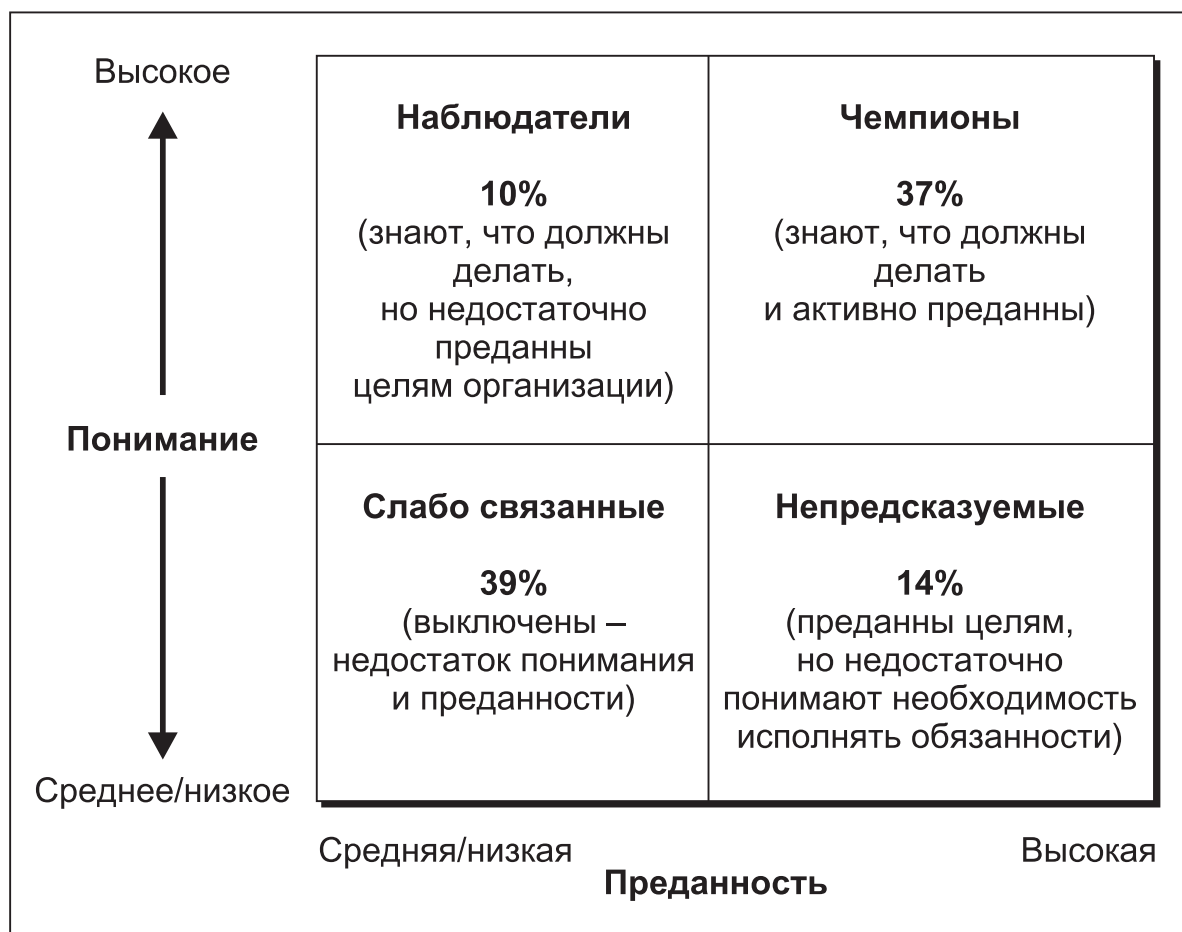 Высокое
Понимание
Среднее/низкое
Наблюдатели
10%
(знают, что должны
делать,
но недостаточно
преданны
целям организации)
Чемпионы
37%
(знают, что должны
делать
и активно преданны)
Слабо связанные
39%
(выключены –
недостаток понимания
и преданности)
Непредсказуемые
14%
(преданны целям,
но недостаточно
понимают необходимость
исполнять обязанности)
Средняя/низкая
Высокая
Преданность